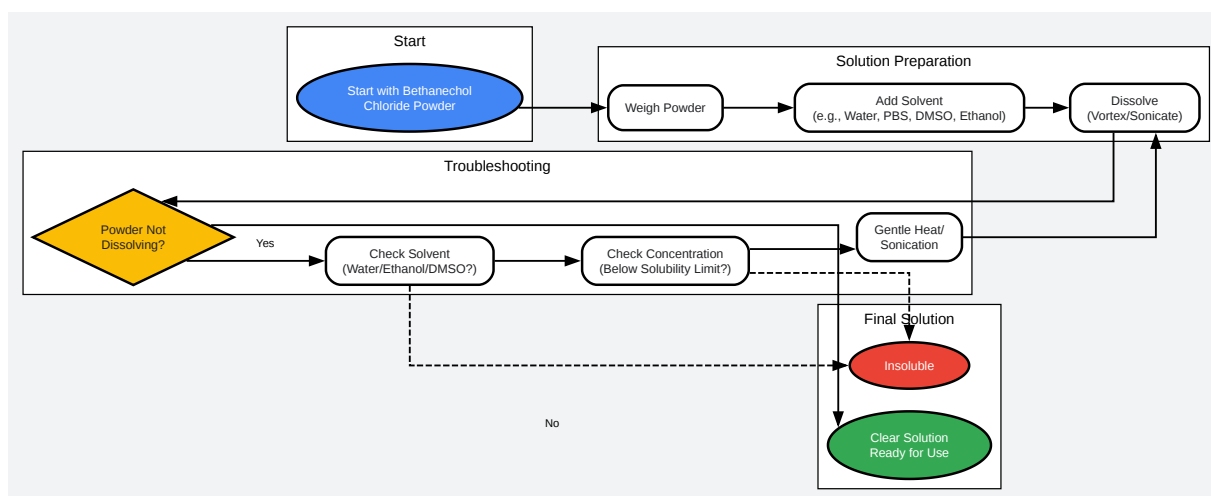 Start
Start with Bethanechol
Chloride Powder
Solution Preparation
Weigh Powder
Add Solvent
(e.g., Water, PBS, DMSO, Ethanol)
Dissolve
(Vortex/Sonicate)
Troubleshooting
Powder Not
Dissolving?
Yes
Check Solvent
(Water/Ethanol/DMSO?)
Check Concentration
(Below Solubility Limit?)
Gentle Heat/
Sonication
Final Solution
Insoluble
No
Clear Solution
Ready for Use